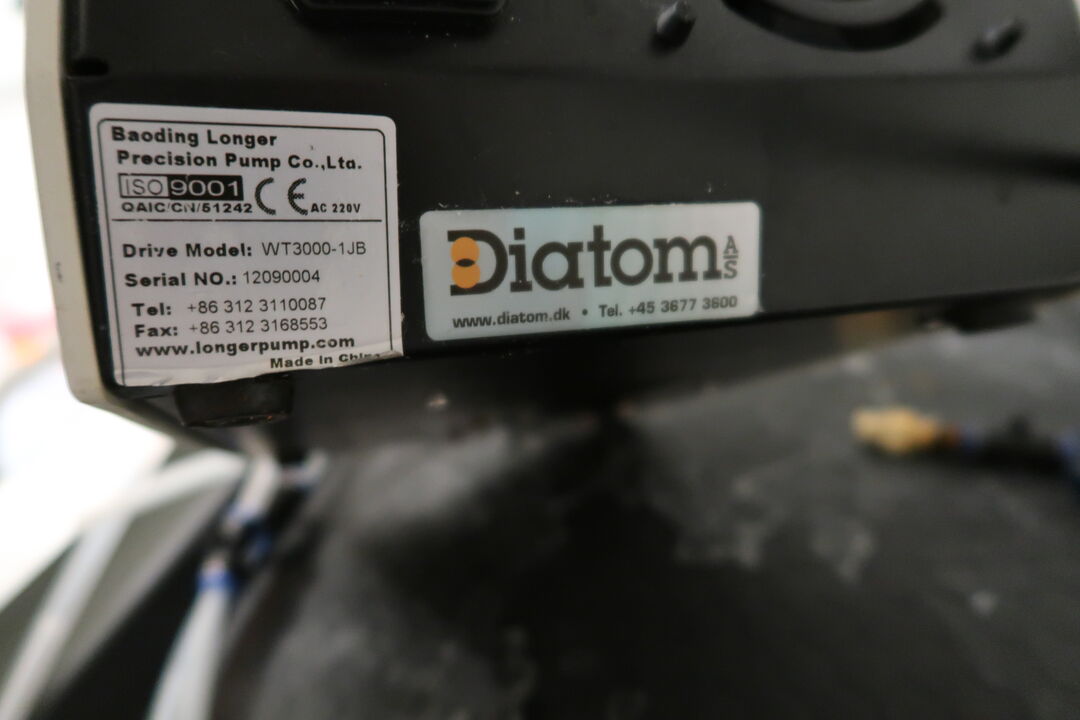 Baoding Longer
Precision Pump Co.,Ltd.
ISO 9001 CE
QAIC/CN/51242 AC 220V
Drive Model: WT3000-1JB
Serial NO.: 12090004
Tel: +86 312 3110087
Fax: +86 312 3168553
www.longerpump.com
Made in China
Diatom A/S
www.diatom.dk • Tel. +45 3677 3600